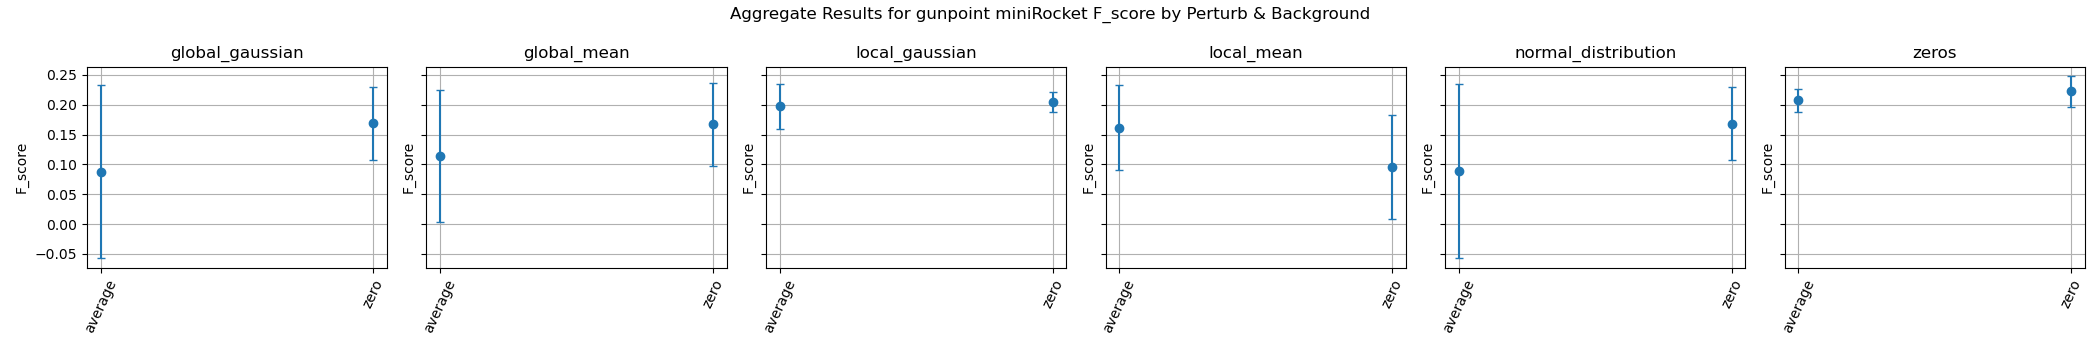 Aggregate Results for gunpoint miniRocket F_score by Perturb & Background
global_gaussian
global_mean
local_gaussian
local_mean
normal_distribution
zeros
0.25
0.20
0.15
0.10
0.05
0.00
−0.05
F_score
F_score
F_score
F_score
F_score
F_score
average
zero
average
zero
average
zero
average
zero
average
zero
average
zero